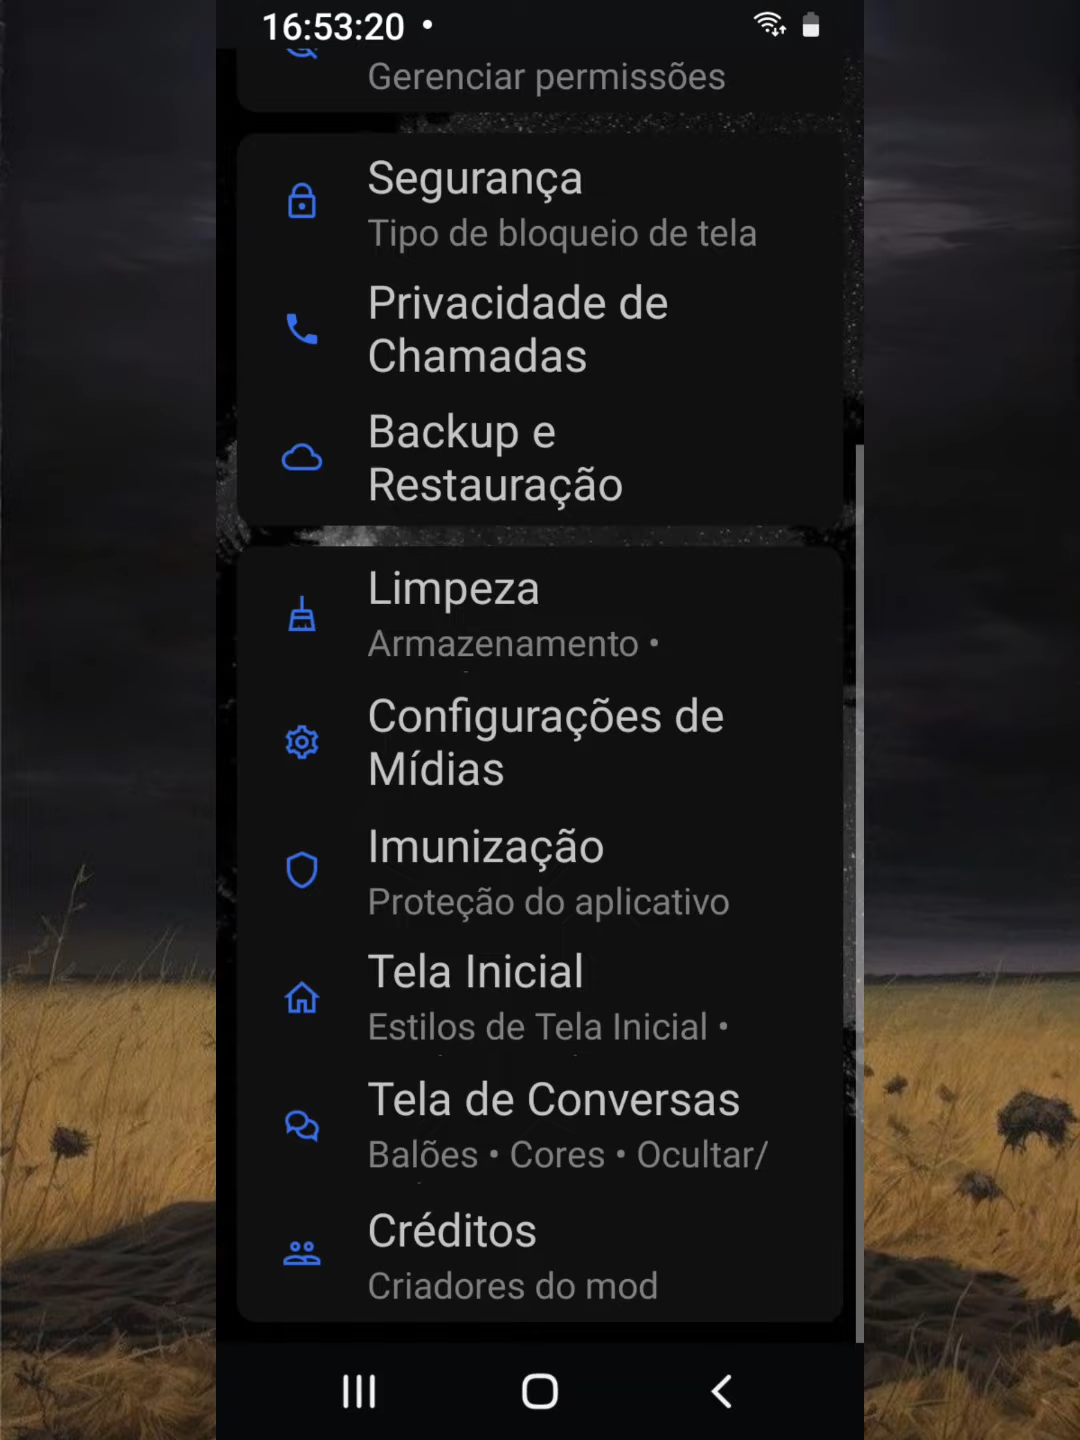 16:53:20 •
Gerenciar permissões
Segurança
Tipo de bloqueio de tela
Privacidade de
Chamadas
Backup e
Restauração
Limpeza
Armazenamento •
Configurações de
Mídias
Imunização
Proteção do aplicativo
Tela Inicial
Estilos de Tela Inicial •
Tela de Conversas
Balões • Cores • Ocultar/
Créditos
Criadores do mod